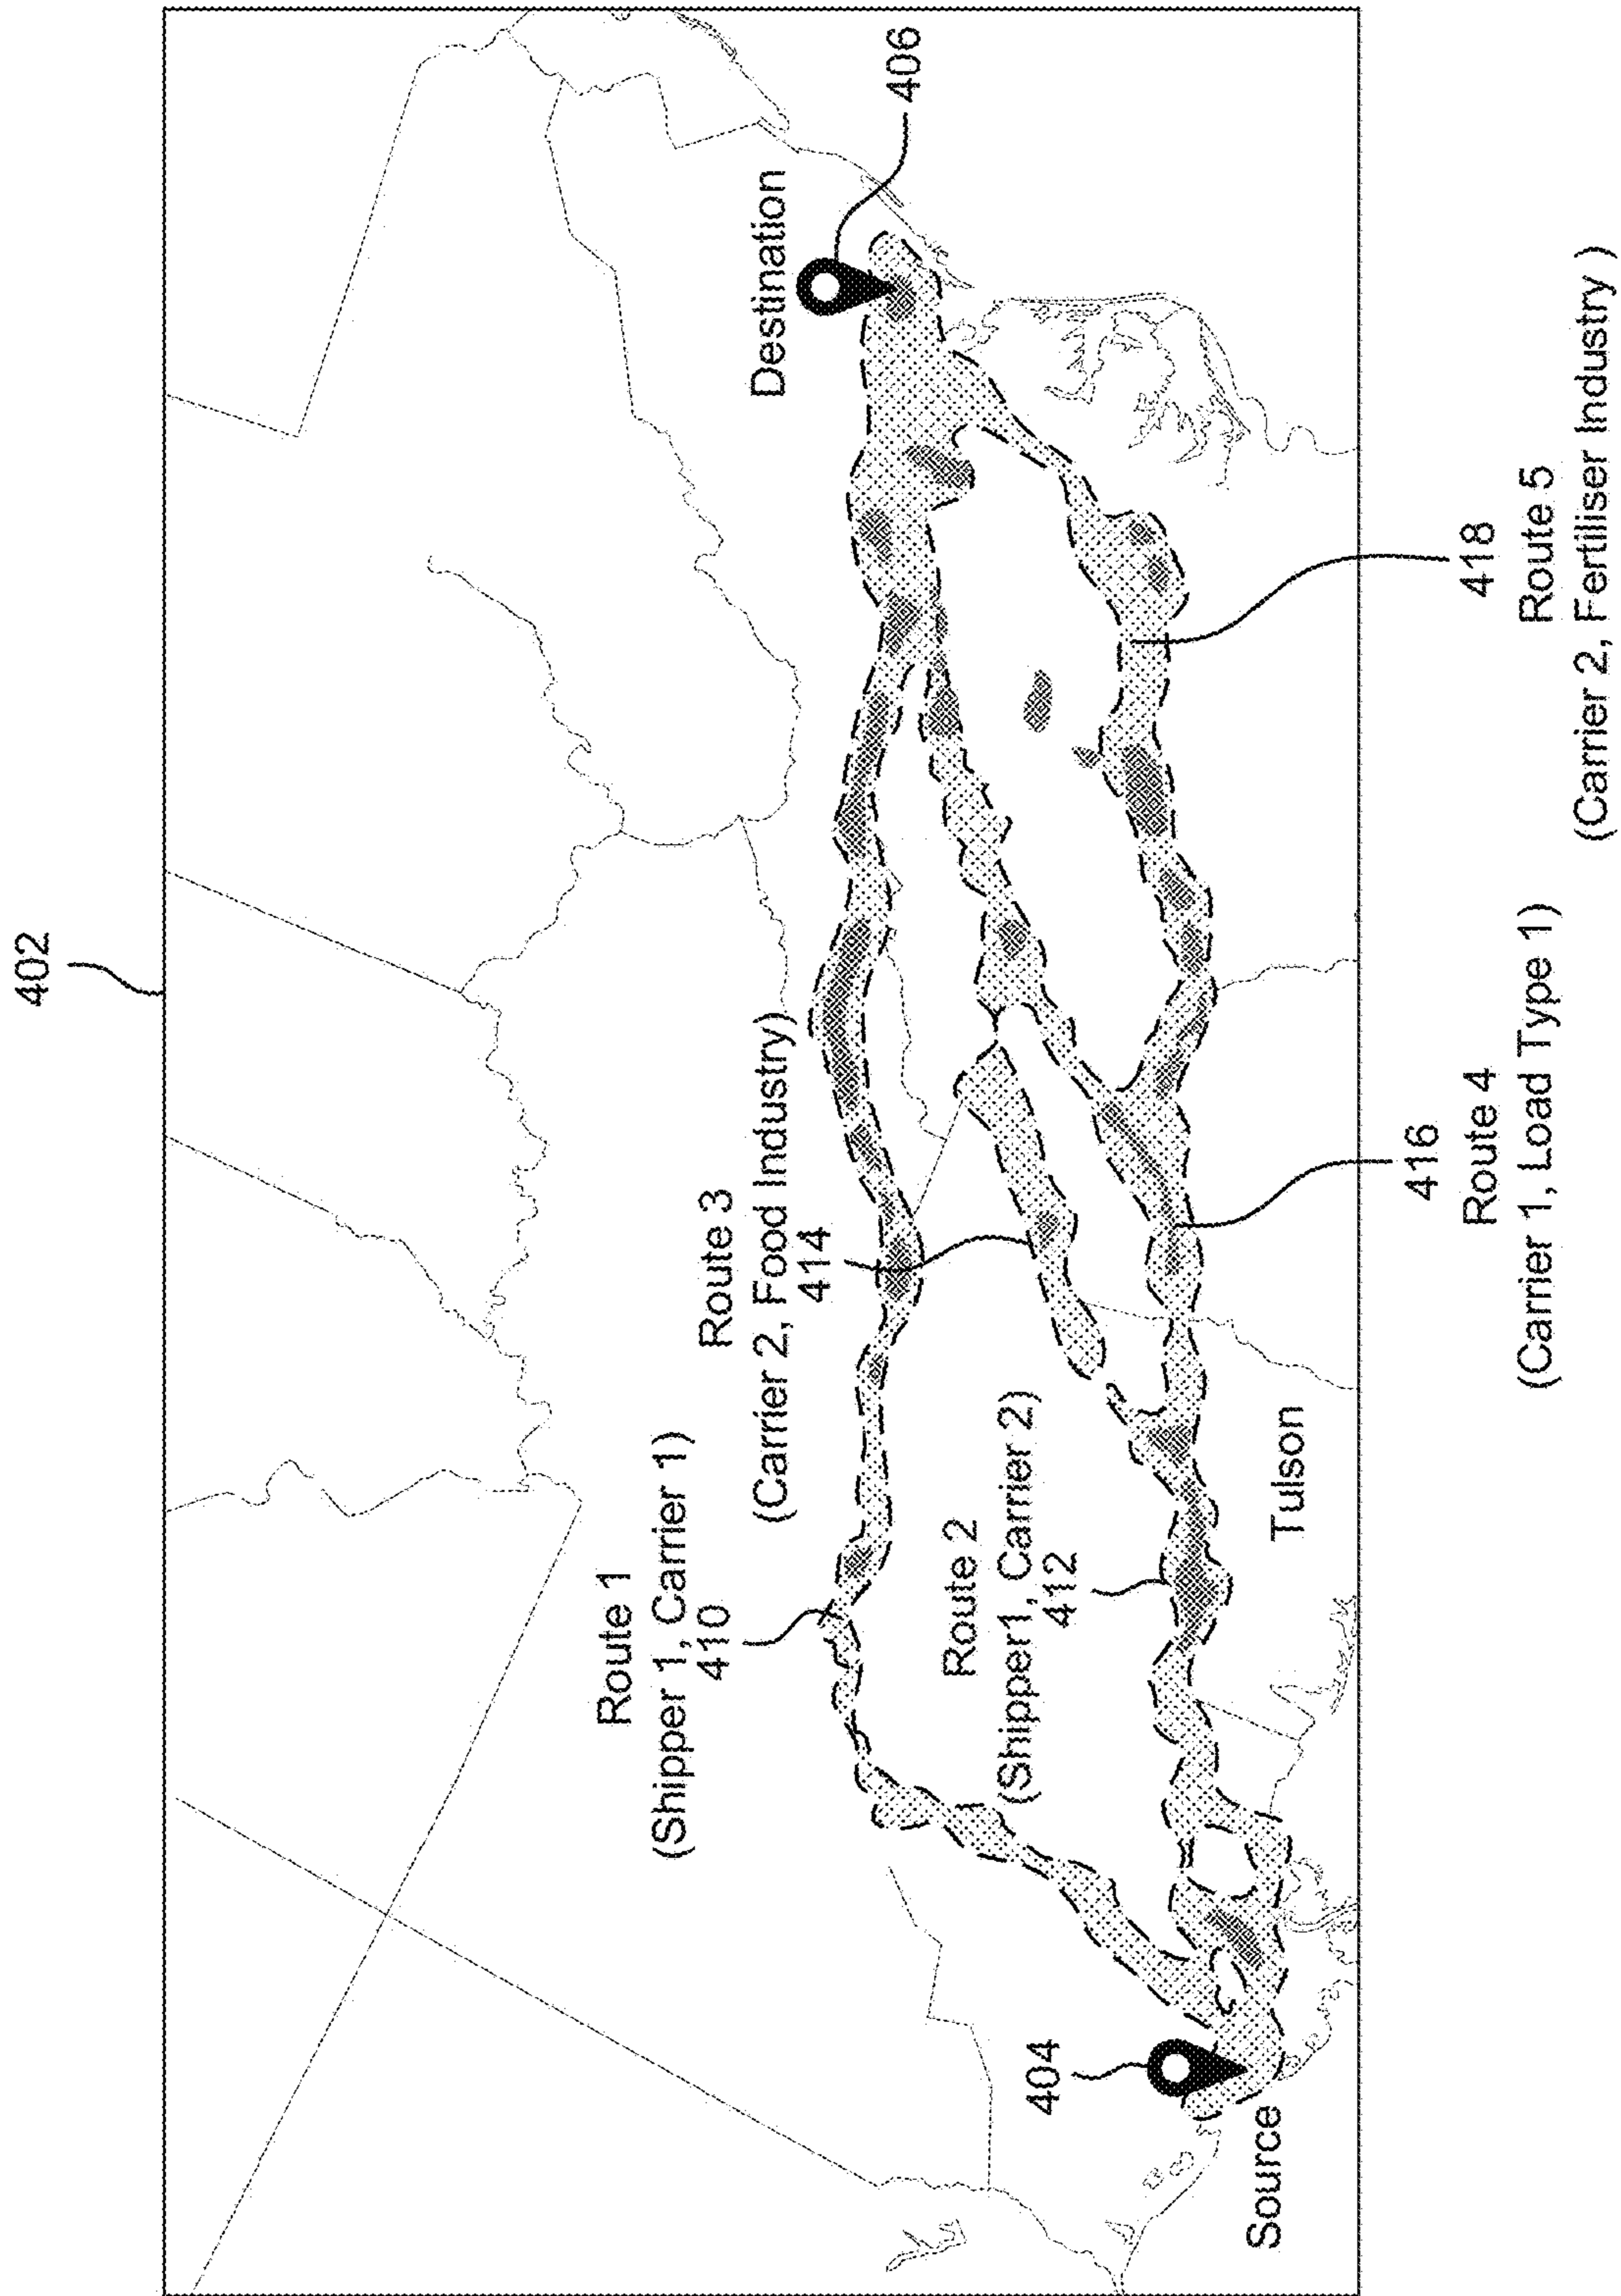 402
406
Destination
Route 3
(Carrier 2, Food Industry)
414
Route 1
(Shipper 1, Carrier 1)
410
Route 2
(Shipper1, Carrier 2)
412
404
Source
Tulson
416
Route 4
(Carrier 1, Load Type 1)
418
Route 5
(Carrier 2, Fertiliser Industry )